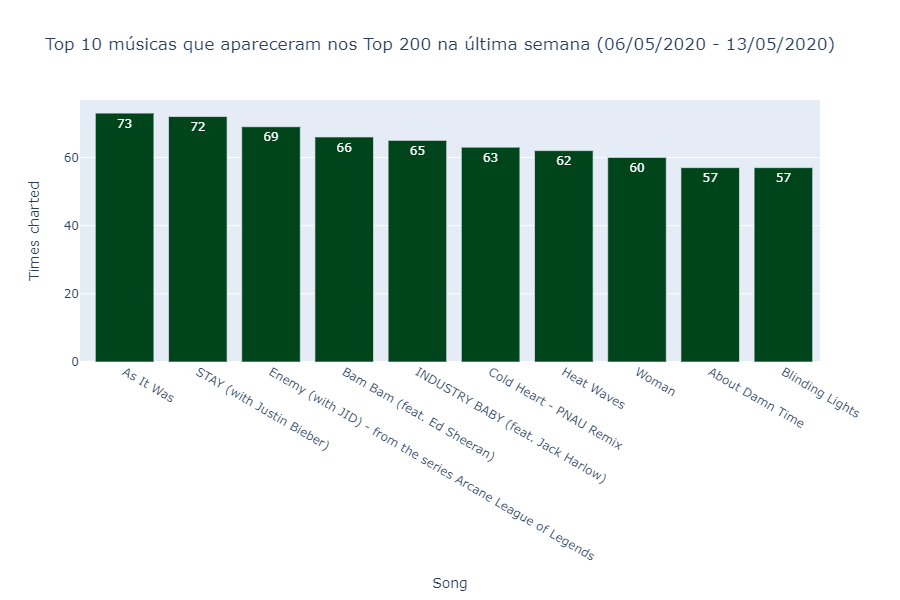 Top 10 músicas que apareceram nos Top 200 na última semana (06/05/2020 - 13/05/2020)
Times charted
60
40
20
0
73
72
69
66
65
63
62
60
57
57
As It Was
STAY (with Justin Bieber)
Enemy (with JID) - from the series Arcane League of Legends
Bam Bam (feat. Ed Sheeran)
INDUSTRY BABY (feat. Jack Harlow)
Cold Heart - PNAU Remix
Heat Waves
Woman
About Damn Time
Blinding Lights
Song